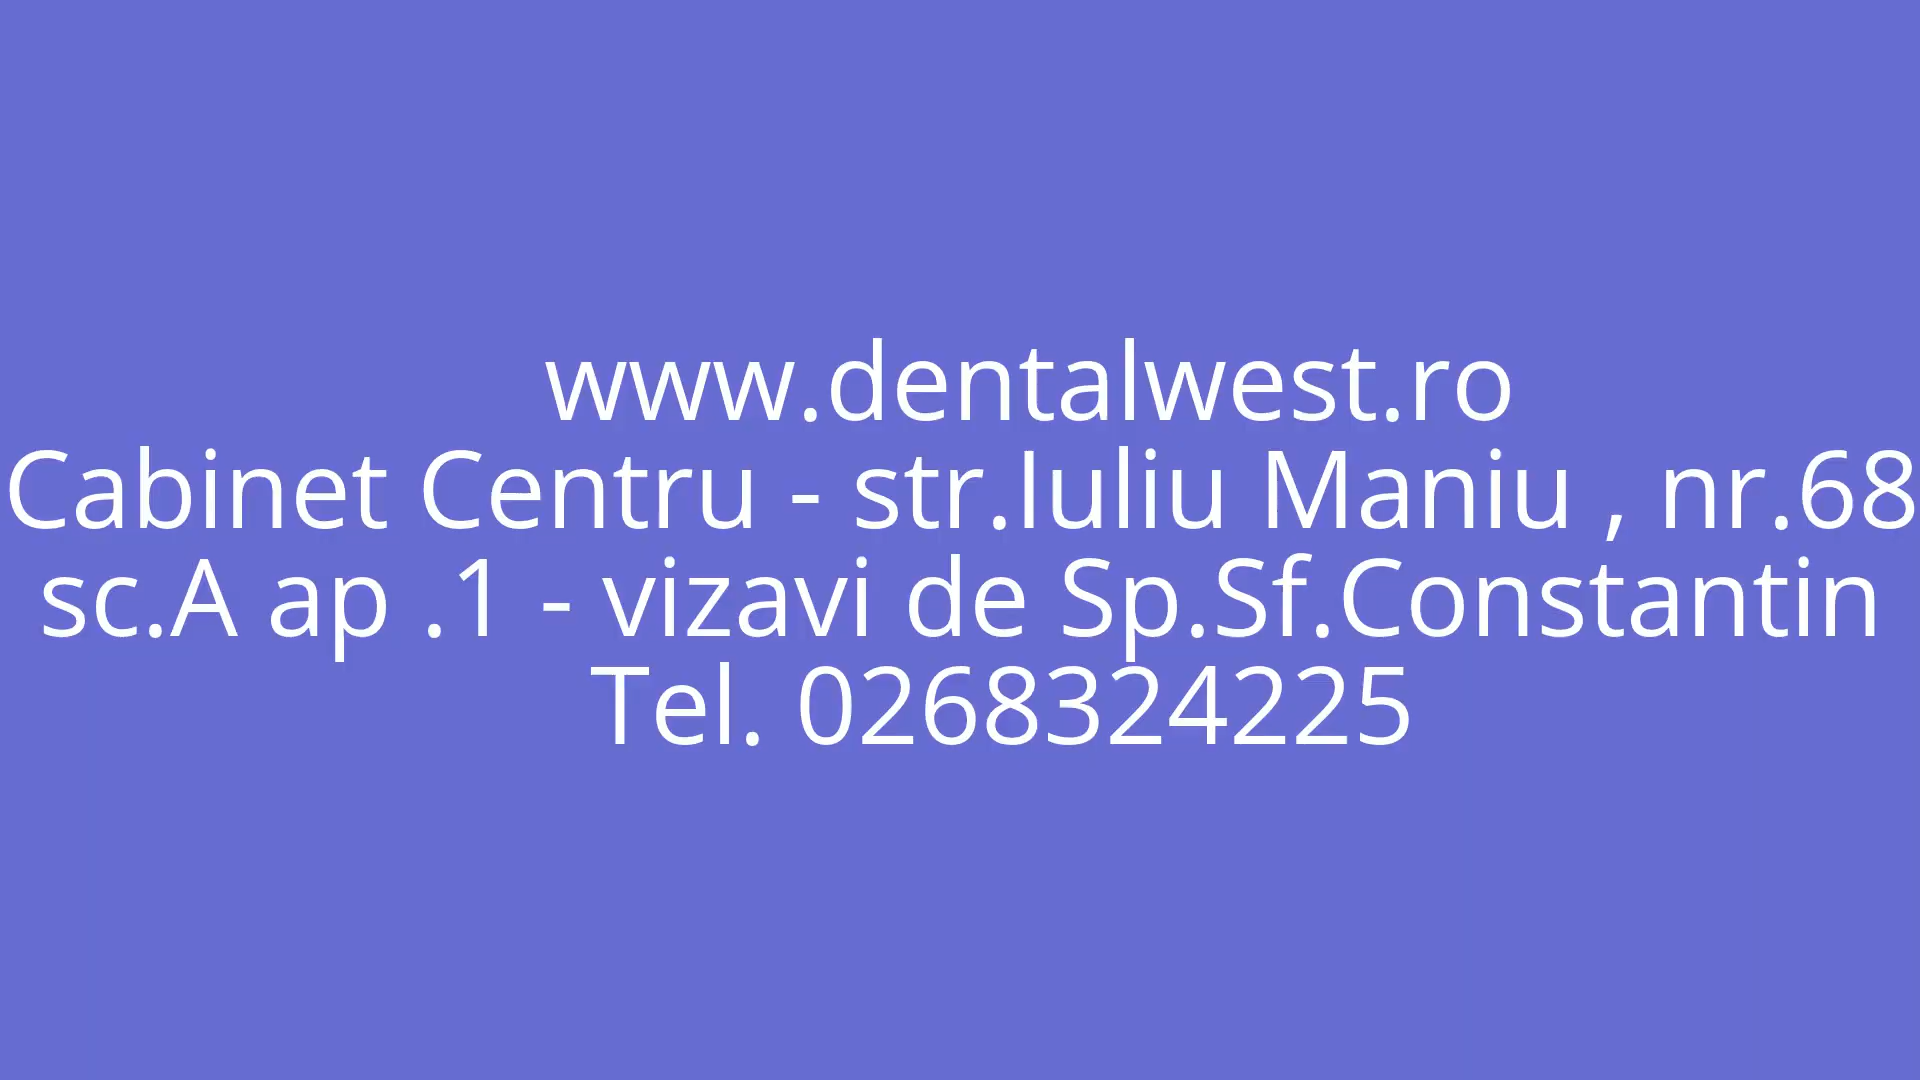 www.dentalwest.ro
Cabinet Centru - str.Iuliu Maniu , nr.68
sc.A ap .1 - vizavi de Sp.Sf.Constantin
Tel. 0268324225